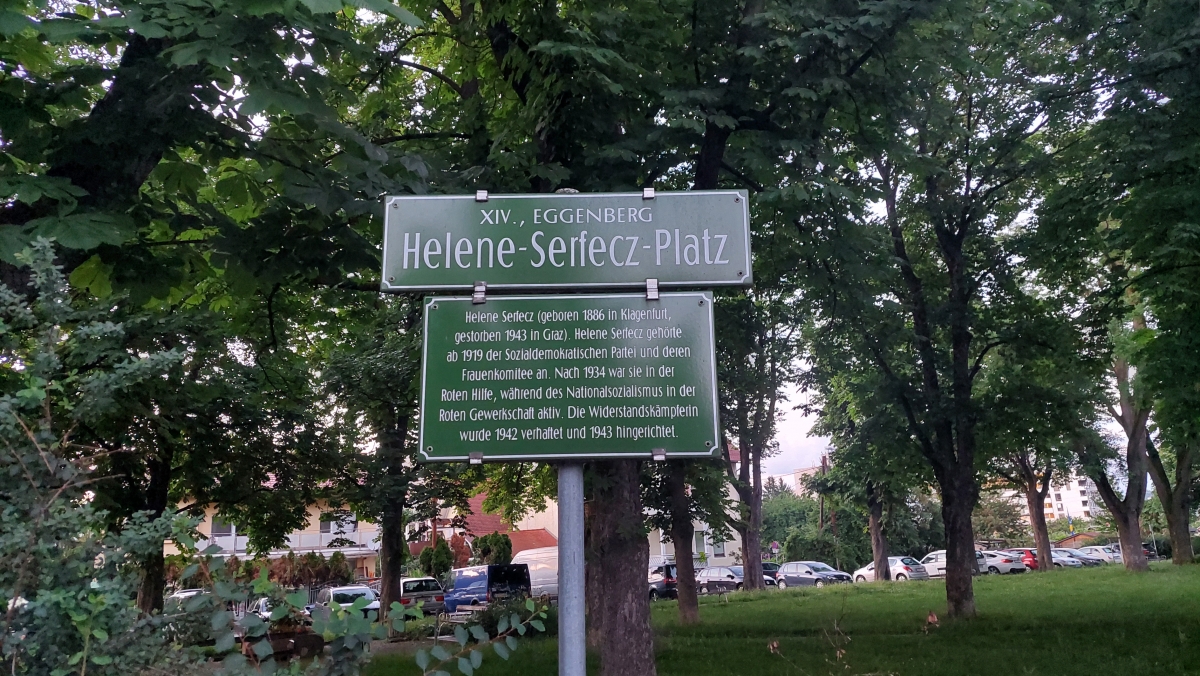 XIV., EGGENBERG
Helene-Serfecz-Platz
Helene Serfecz (geboren 1886 in Klagenfurt,
gestorben 1943 in Graz). Helene Serfecz gehörte
ab 1919 der Sozialdemokratischen Partei und deren
Frauenkomitee an. Nach 1934 war sie in der
Roten Hilfe, während des Nationalsozialismus in der
Roten Gewerkschaft aktiv. Die Widerstandskämpferin
wurde 1942 verhaftet und 1943 hingerichtet.